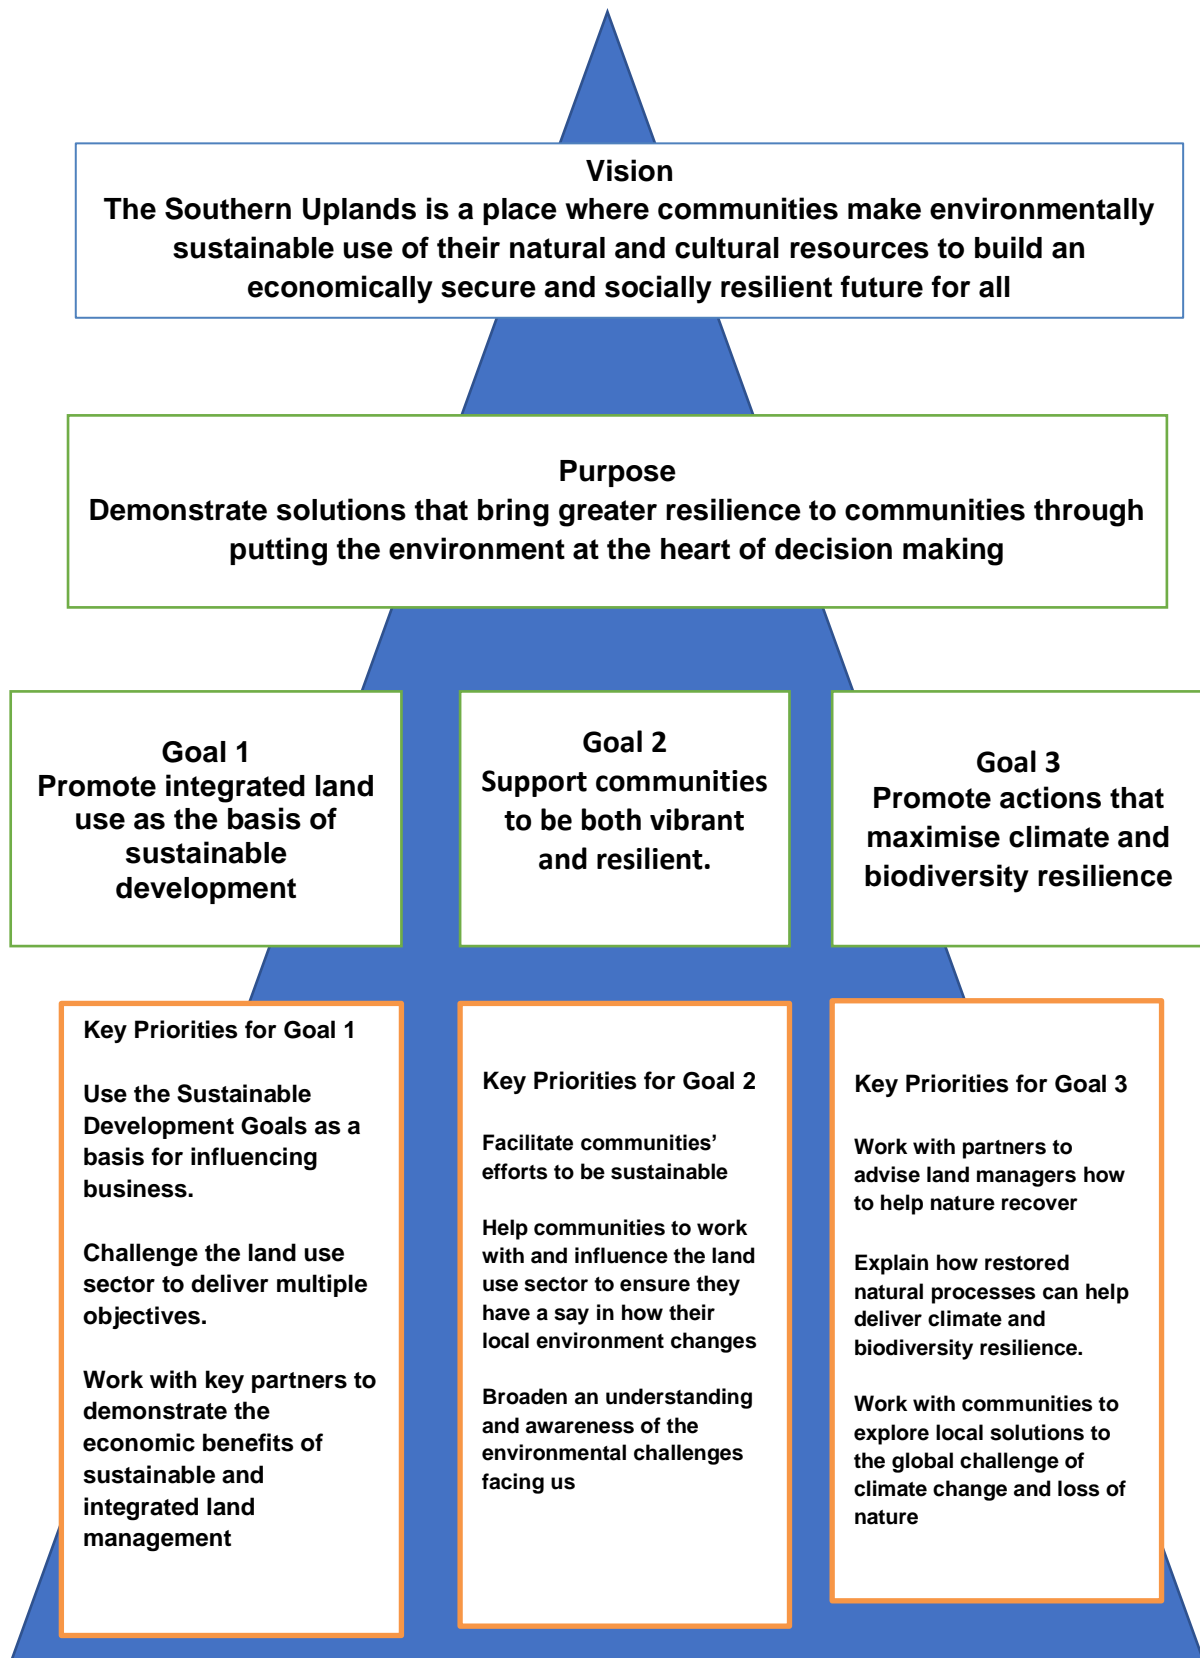 Vision
The Southern Uplands is a place where communities make environmentally
sustainable use of their natural and cultural resources to build an
economically secure and socially resilient future for all
Purpose
Demonstrate solutions that bring greater resilience to communities through
putting the environment at the heart of decision making
Goal 1
Promote integrated land
use as the basis of
sustainable
development
Goal 2
Support communities
to be both vibrant
and resilient.
Goal 3
Promote actions that
maximise climate and
biodiversity resilience
Key Priorities for Goal 1
Use the Sustainable
Development Goals as a
basis for influencing
business.
Challenge the land use
sector to deliver multiple
objectives.
Work with key partners to
demonstrate the
economic benefits of
sustainable and
integrated land
management
Key Priorities for Goal 2
Facilitate communities’
efforts to be sustainable
Help communities to work
with and influence the land
use sector to ensure they
have a say in how their
local environment changes
Broaden an understanding
and awareness of the
environmental challenges
facing us
Key Priorities for Goal 3
Work with partners to
advise land managers how
to help nature recover
Explain how restored
natural processes can help
deliver climate and
biodiversity resilience.
Work with communities to
explore local solutions to
the global challenge of
climate change and loss of
nature